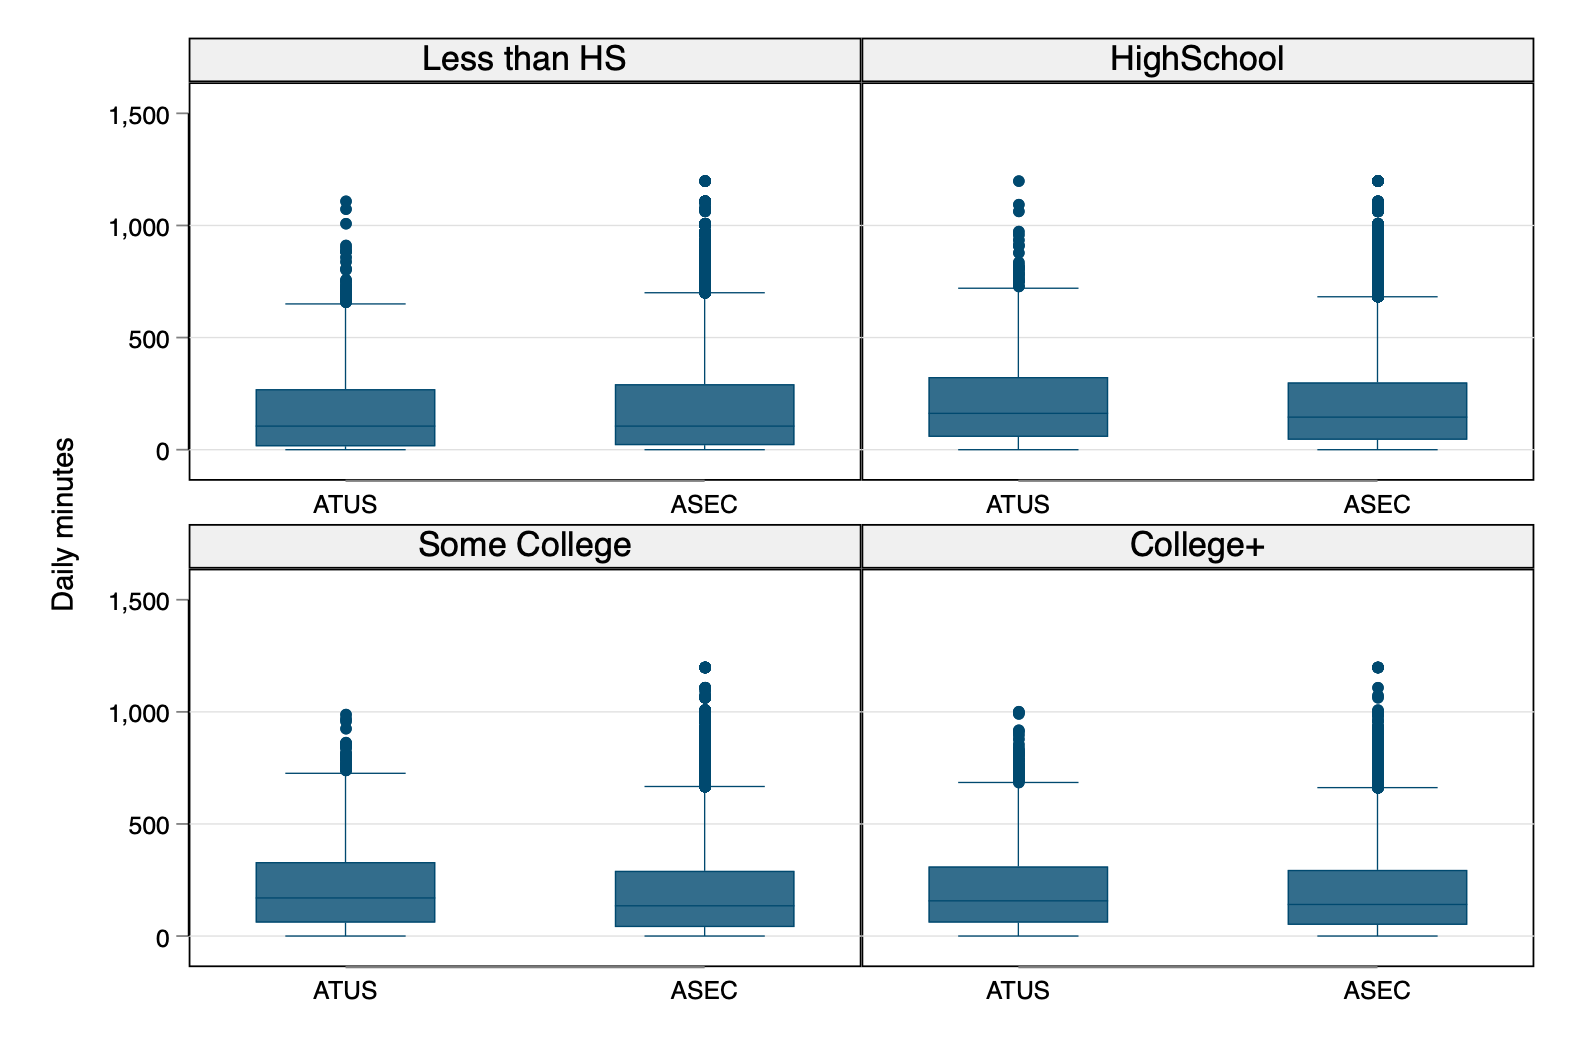 Less than HS
HighSchool
1,500
1,000
500
0
ATUS
ASEC
ATUS
ASEC
Daily minutes
Some College
College+
1,500
1,000
500
0
ATUS
ASEC
ATUS
ASEC